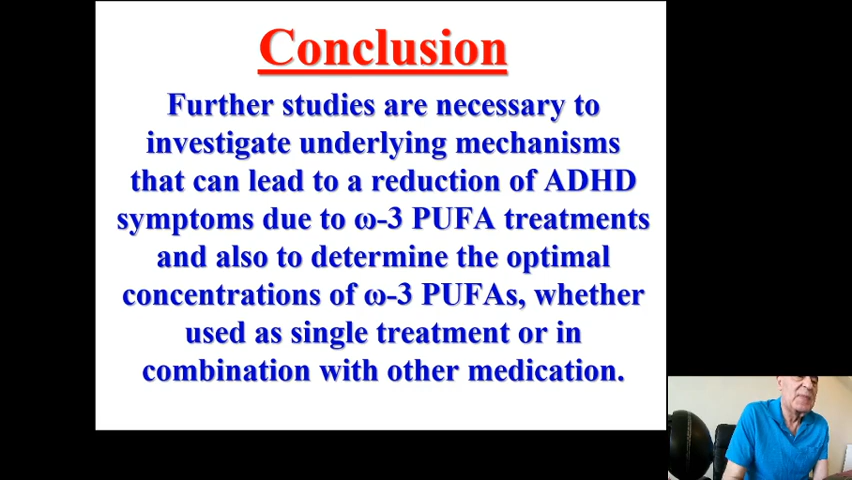 Conclusion
Further studies are necessary to
investigate underlying mechanisms
that can lead to a reduction of ADHD
symptoms due to ω-3 PUFA treatments
and also to determine the optimal
concentrations of ω-3 PUFAs, whether
used as single treatment or in
combination with other medication.